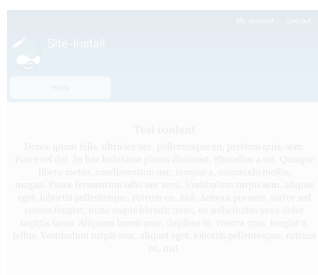 My account Log out
Site-Install
Home
Test content
Donec quam felis, ultricies nec, pellentesque eu, pretium quis, sem.
Fusce vel dui. In hac habitasse platea dictumst. Phasellus a est. Quisque
libero metus, condimentum nec, tempor a, commodo mollis,
magna. Fusce fermentum odio nec arcu. Vestibulum turpis sem, aliquet
eget, lobortis pellentesque, rutrum eu, nisl. Aenean posuere, tortor sed
cursus feugiat, nunc augue blandit nunc, eu sollicitudin urna dolor
sagittis lacus. Aliquam lorem ante, dapibus in, viverra quis, feugiat a,
tellus. Vestibulum turpis sem, aliquet eget, lobortis pellentesque, rutrum
eu, nisl.